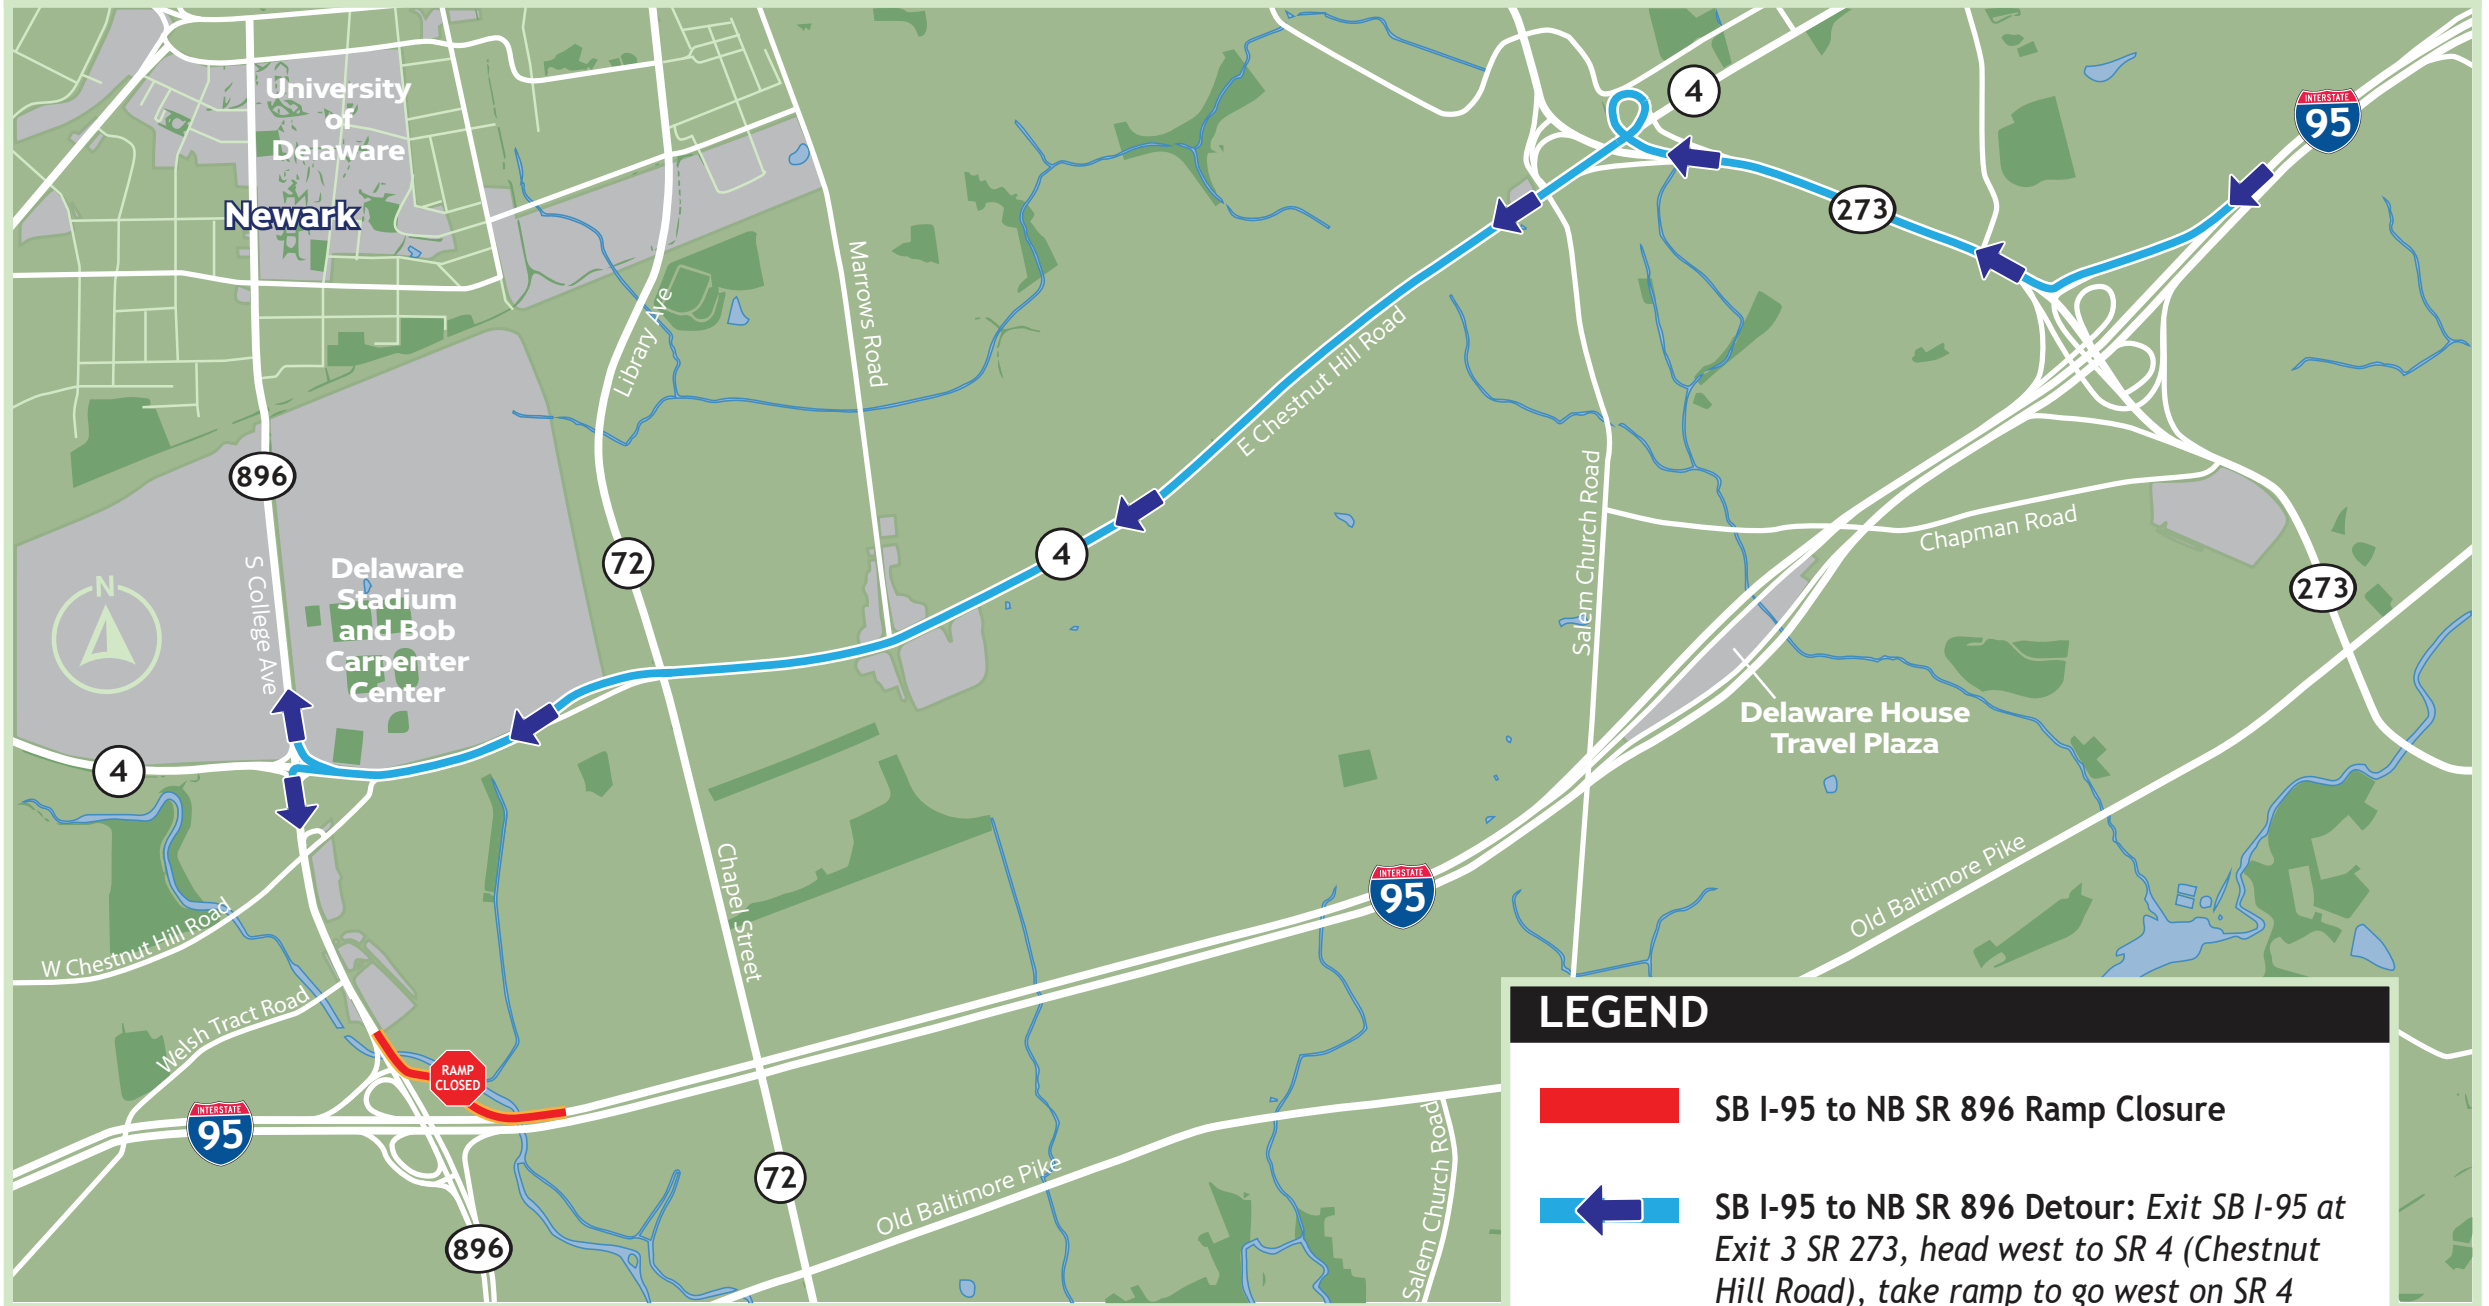 University
of
Delaware
Newark
4
INTERSTATE
95
273
Marrows Road
Library Ave
E Chestnut Hill Road
896
72
4
S College Ave
Delaware
Stadium
and Bob
Carpenter
Center
N
Salem Church Road
Chapman Road
273
Delaware House
Travel Plaza
4
Chapel Street
INTERSTATE
95
Old Baltimore Pike
W Chestnut Hill Road
Welsh Tract Road
RAMP
CLOSED
INTERSTATE
95
72
896
Old Baltimore Pike
Salem Church Road
LEGEND
SB I-95 to NB SR 896 Ramp Closure
SB I-95 to NB SR 896 Detour: Exit SB I-95 at
Exit 3 SR 273, head west to SR 4 (Chestnut
Hill Road), take ramp to go west on SR 4